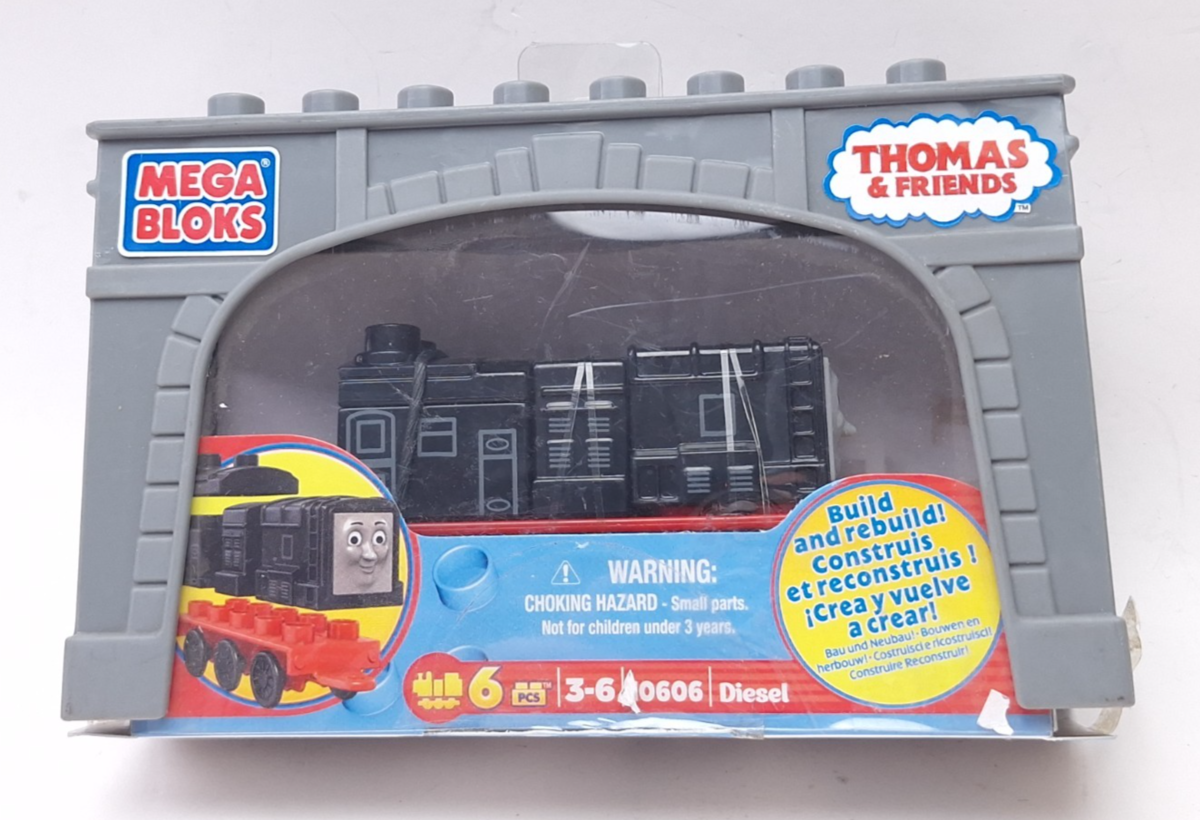 MEGA
BLOKS®
THOMAS
& FRIENDS™
Build
and rebuild!
Construis
et reconstruis !
¡Crea y vuelve
a crear!
Bau und Neubau! · Bouwen en
herbouw! · Costruisci e ricostruisci!
Construire Reconstruir!
WARNING:
CHOKING HAZARD - Small parts.
Not for children under 3 years.
6 PCS™ 3-6 0606 Diesel